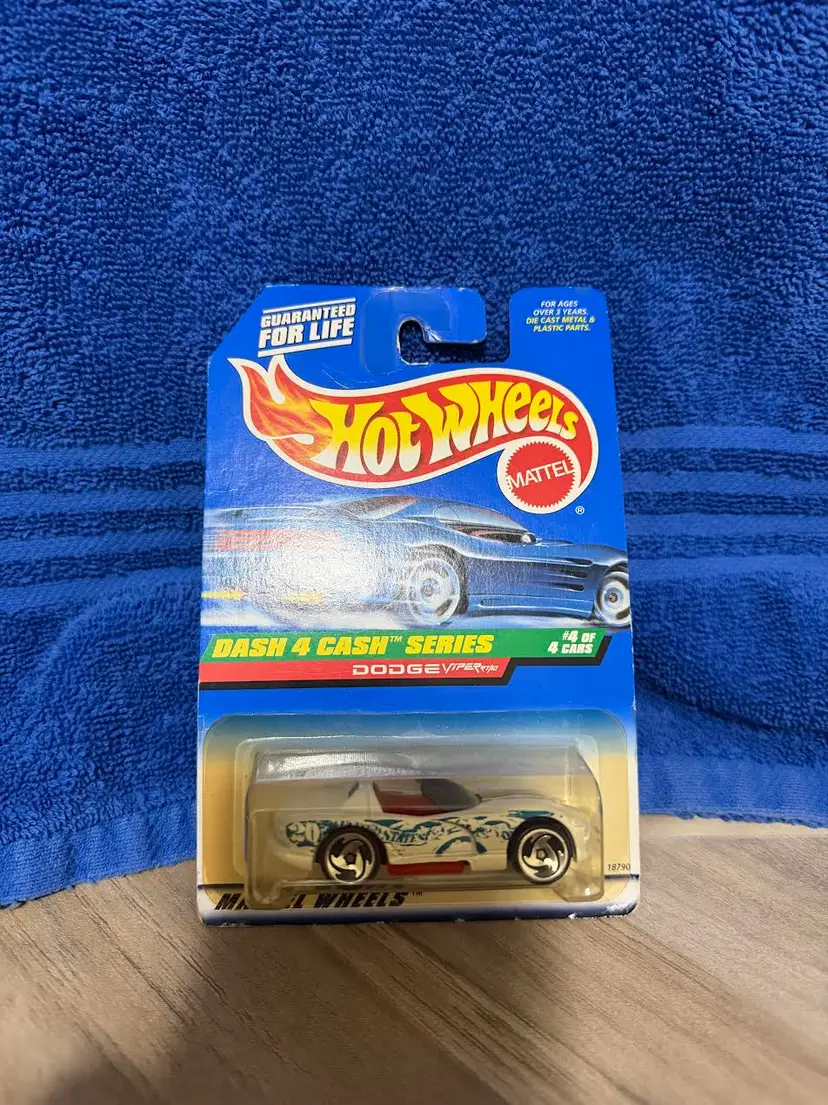 GUARANTEED
FOR LIFE
FOR AGES
OVER 3 YEARS.
DIE CAST METAL &
PLASTIC PARTS.
HOT WHEELS
MATTEL
®
DASH 4 CASH™ SERIES
#4 OF
4 CARS
DODGE VIPER RT/10
20
18790
WHEELS™